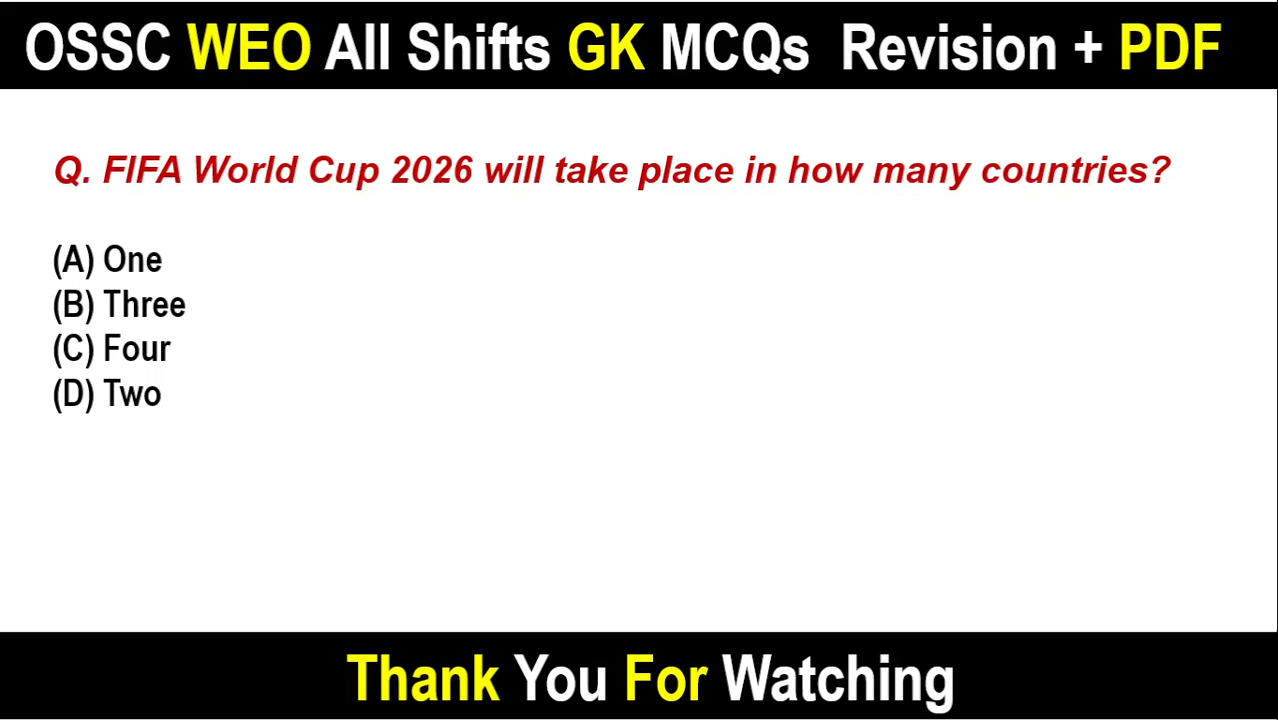 OSSC WEO All Shifts GK MCQs Revision + PDF
Q. FIFA World Cup 2026 will take place in how many countries?
(A) One
(B) Three
(C) Four
(D) Two
Thank You For Watching